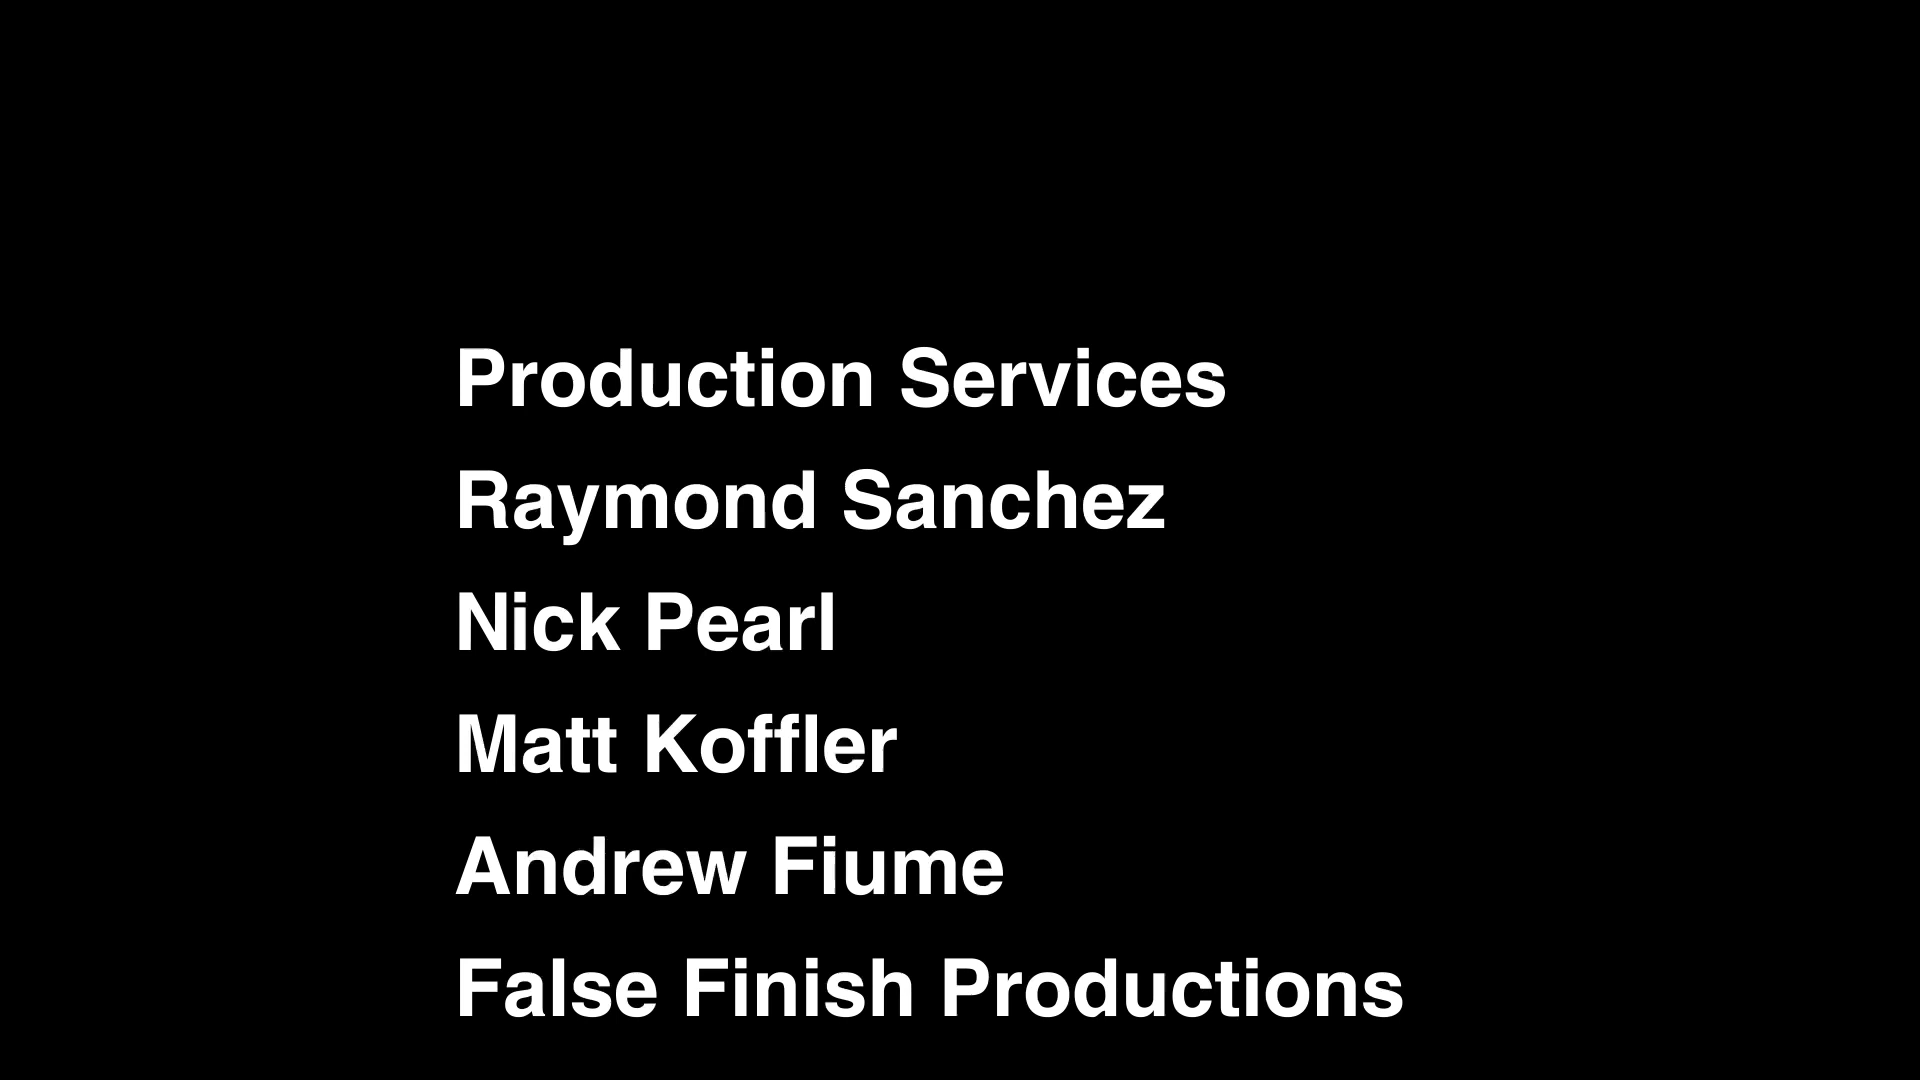 Production Services
Raymond Sanchez
Nick Pearl
Matt Koffler
Andrew Fiume
False Finish Productions